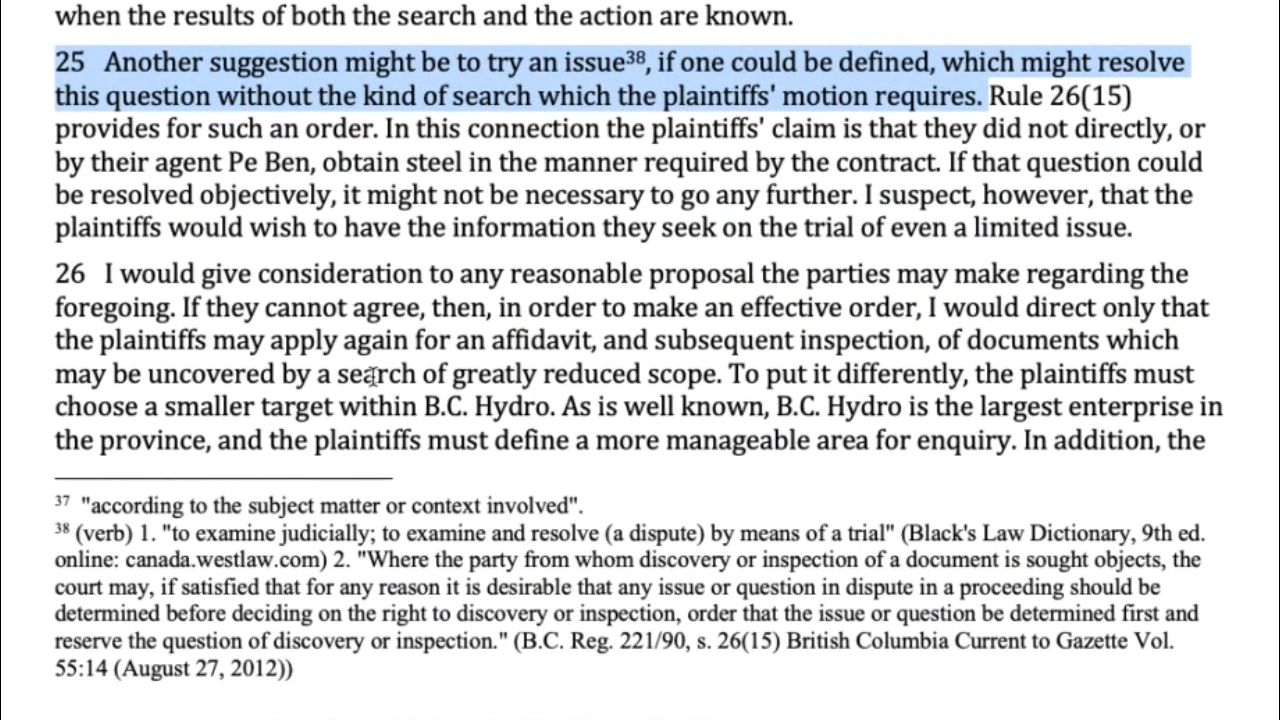 when the results of both the search and the action are known.
25 Another suggestion might be to try an issue³⁸, if one could be defined, which might resolve
this question without the kind of search which the plaintiffs' motion requires. Rule 26(15)
provides for such an order. In this connection the plaintiffs' claim is that they did not directly, or
by their agent Pe Ben, obtain steel in the manner required by the contract. If that question could
be resolved objectively, it might not be necessary to go any further. I suspect, however, that the
plaintiffs would wish to have the information they seek on the trial of even a limited issue.
26 I would give consideration to any reasonable proposal the parties may make regarding the
foregoing. If they cannot agree, then, in order to make an effective order, I would direct only that
the plaintiffs may apply again for an affidavit, and subsequent inspection, of documents which
may be uncovered by a search of greatly reduced scope. To put it differently, the plaintiffs must
choose a smaller target within B.C. Hydro. As is well known, B.C. Hydro is the largest enterprise in
the province, and the plaintiffs must define a more manageable area for enquiry. In addition, the
³⁷ "according to the subject matter or context involved".
³⁸ (verb) 1. "to examine judicially; to examine and resolve (a dispute) by means of a trial" (Black's Law Dictionary, 9th ed.
online: canada.westlaw.com) 2. "Where the party from whom discovery or inspection of a document is sought objects, the
court may, if satisfied that for any reason it is desirable that any issue or question in dispute in a proceeding should be
determined before deciding on the right to discovery or inspection, order that the issue or question be determined first and
reserve the question of discovery or inspection." (B.C. Reg. 221/90, s. 26(15) British Columbia Current to Gazette Vol.
55:14 (August 27, 2012))